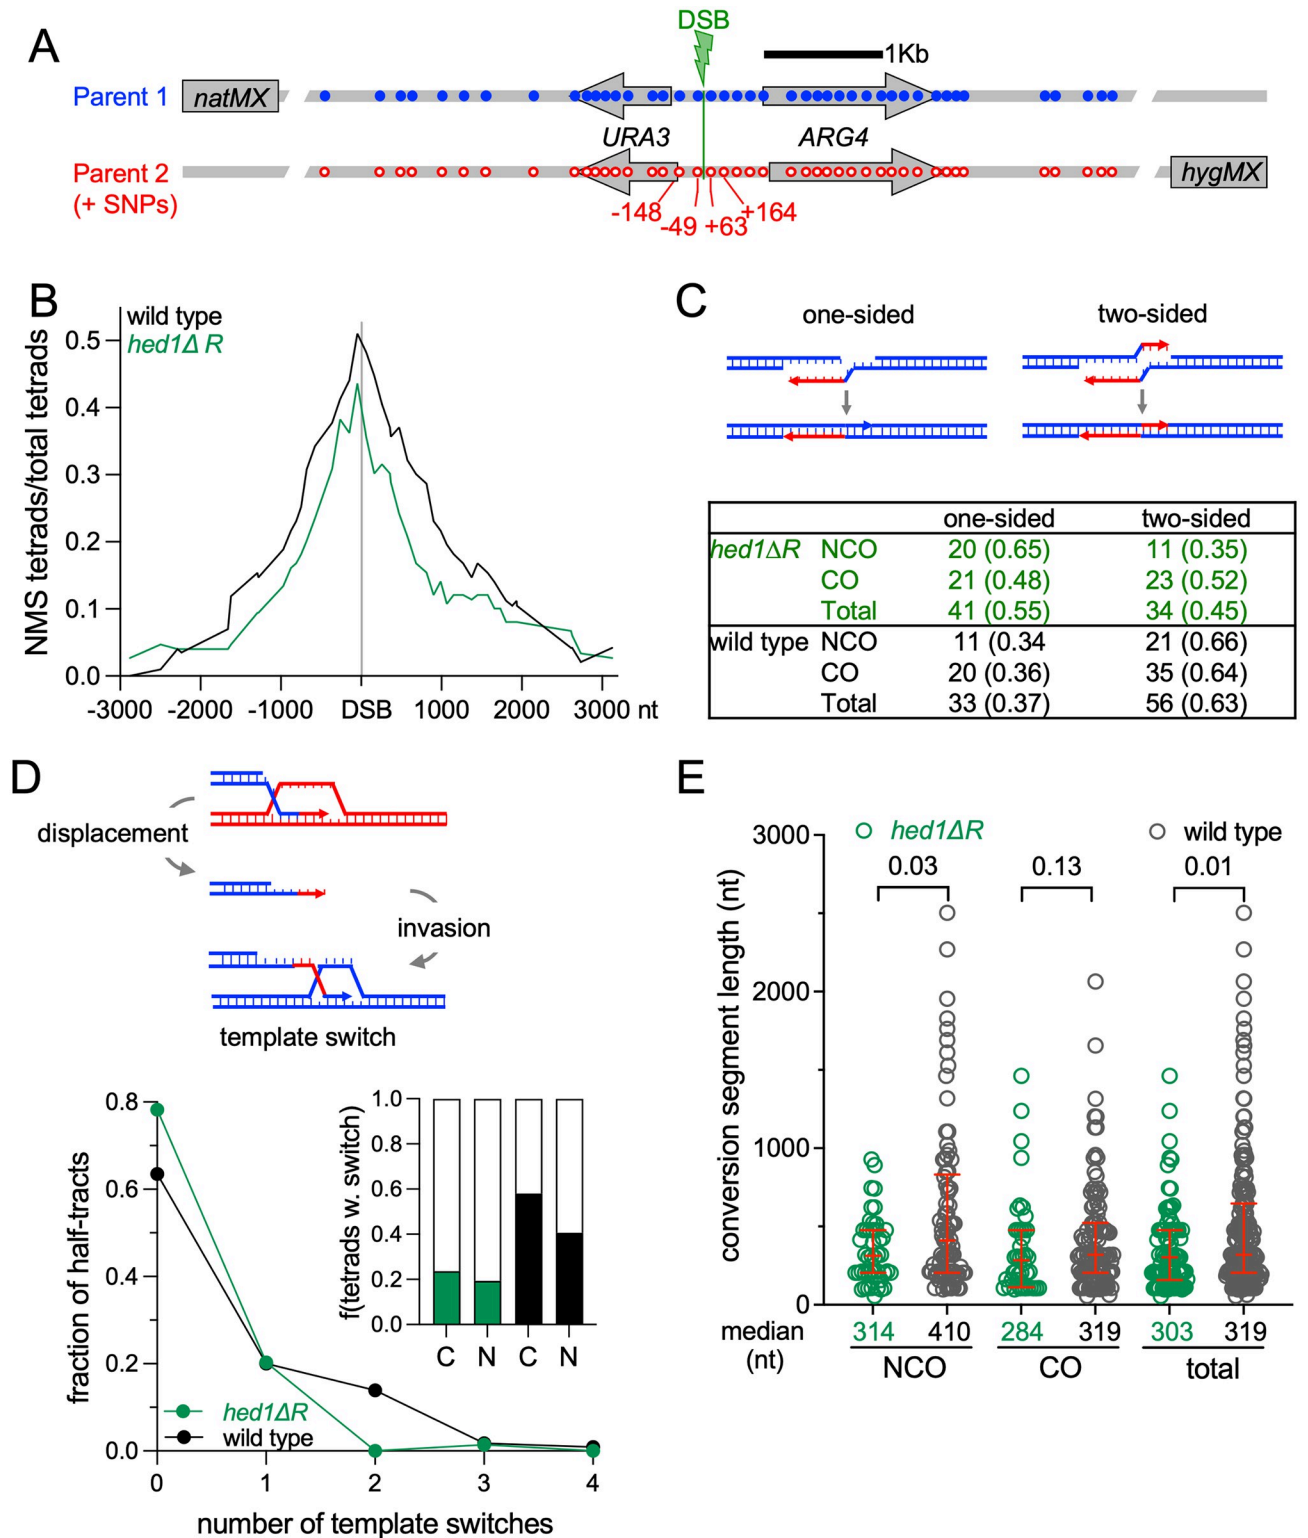 A
DSB
1Kb
Parent 1
natMX
URA3
ARG4
Parent 2
(+ SNPs)
hygMX
-148
-49
+63
+164
B
wild type
hed1Δ R
NMS tetrads/total tetrads
0.5
0.4
0.3
0.2
0.1
0.0
-3000 -2000 -1000 DSB 1000 2000 3000 nt
C
one-sided two-sided
one-sided two-sided
hed1ΔR NCO 20 (0.65) 11 (0.35)
CO 21 (0.48) 23 (0.52)
Total 41 (0.55) 34 (0.45)
wild type NCO 11 (0.34 21 (0.66)
CO 20 (0.36) 35 (0.64)
Total 33 (0.37) 56 (0.63)
D
displacement
invasion
template switch
fraction of half-tracts
0.8
0.6
0.4
0.2
0.0
0 1 2 3 4
number of template switches
hed1ΔR
wild type
f(tetrads w. switch)
1.0
0.8
0.6
0.4
0.2
0.0
C N C N
E
hed1ΔR wild type
0.03 0.13 0.01
conversion segment length (nt)
3000
2000
1000
0
median 314 410 284 319 303 319
(nt) NCO CO total